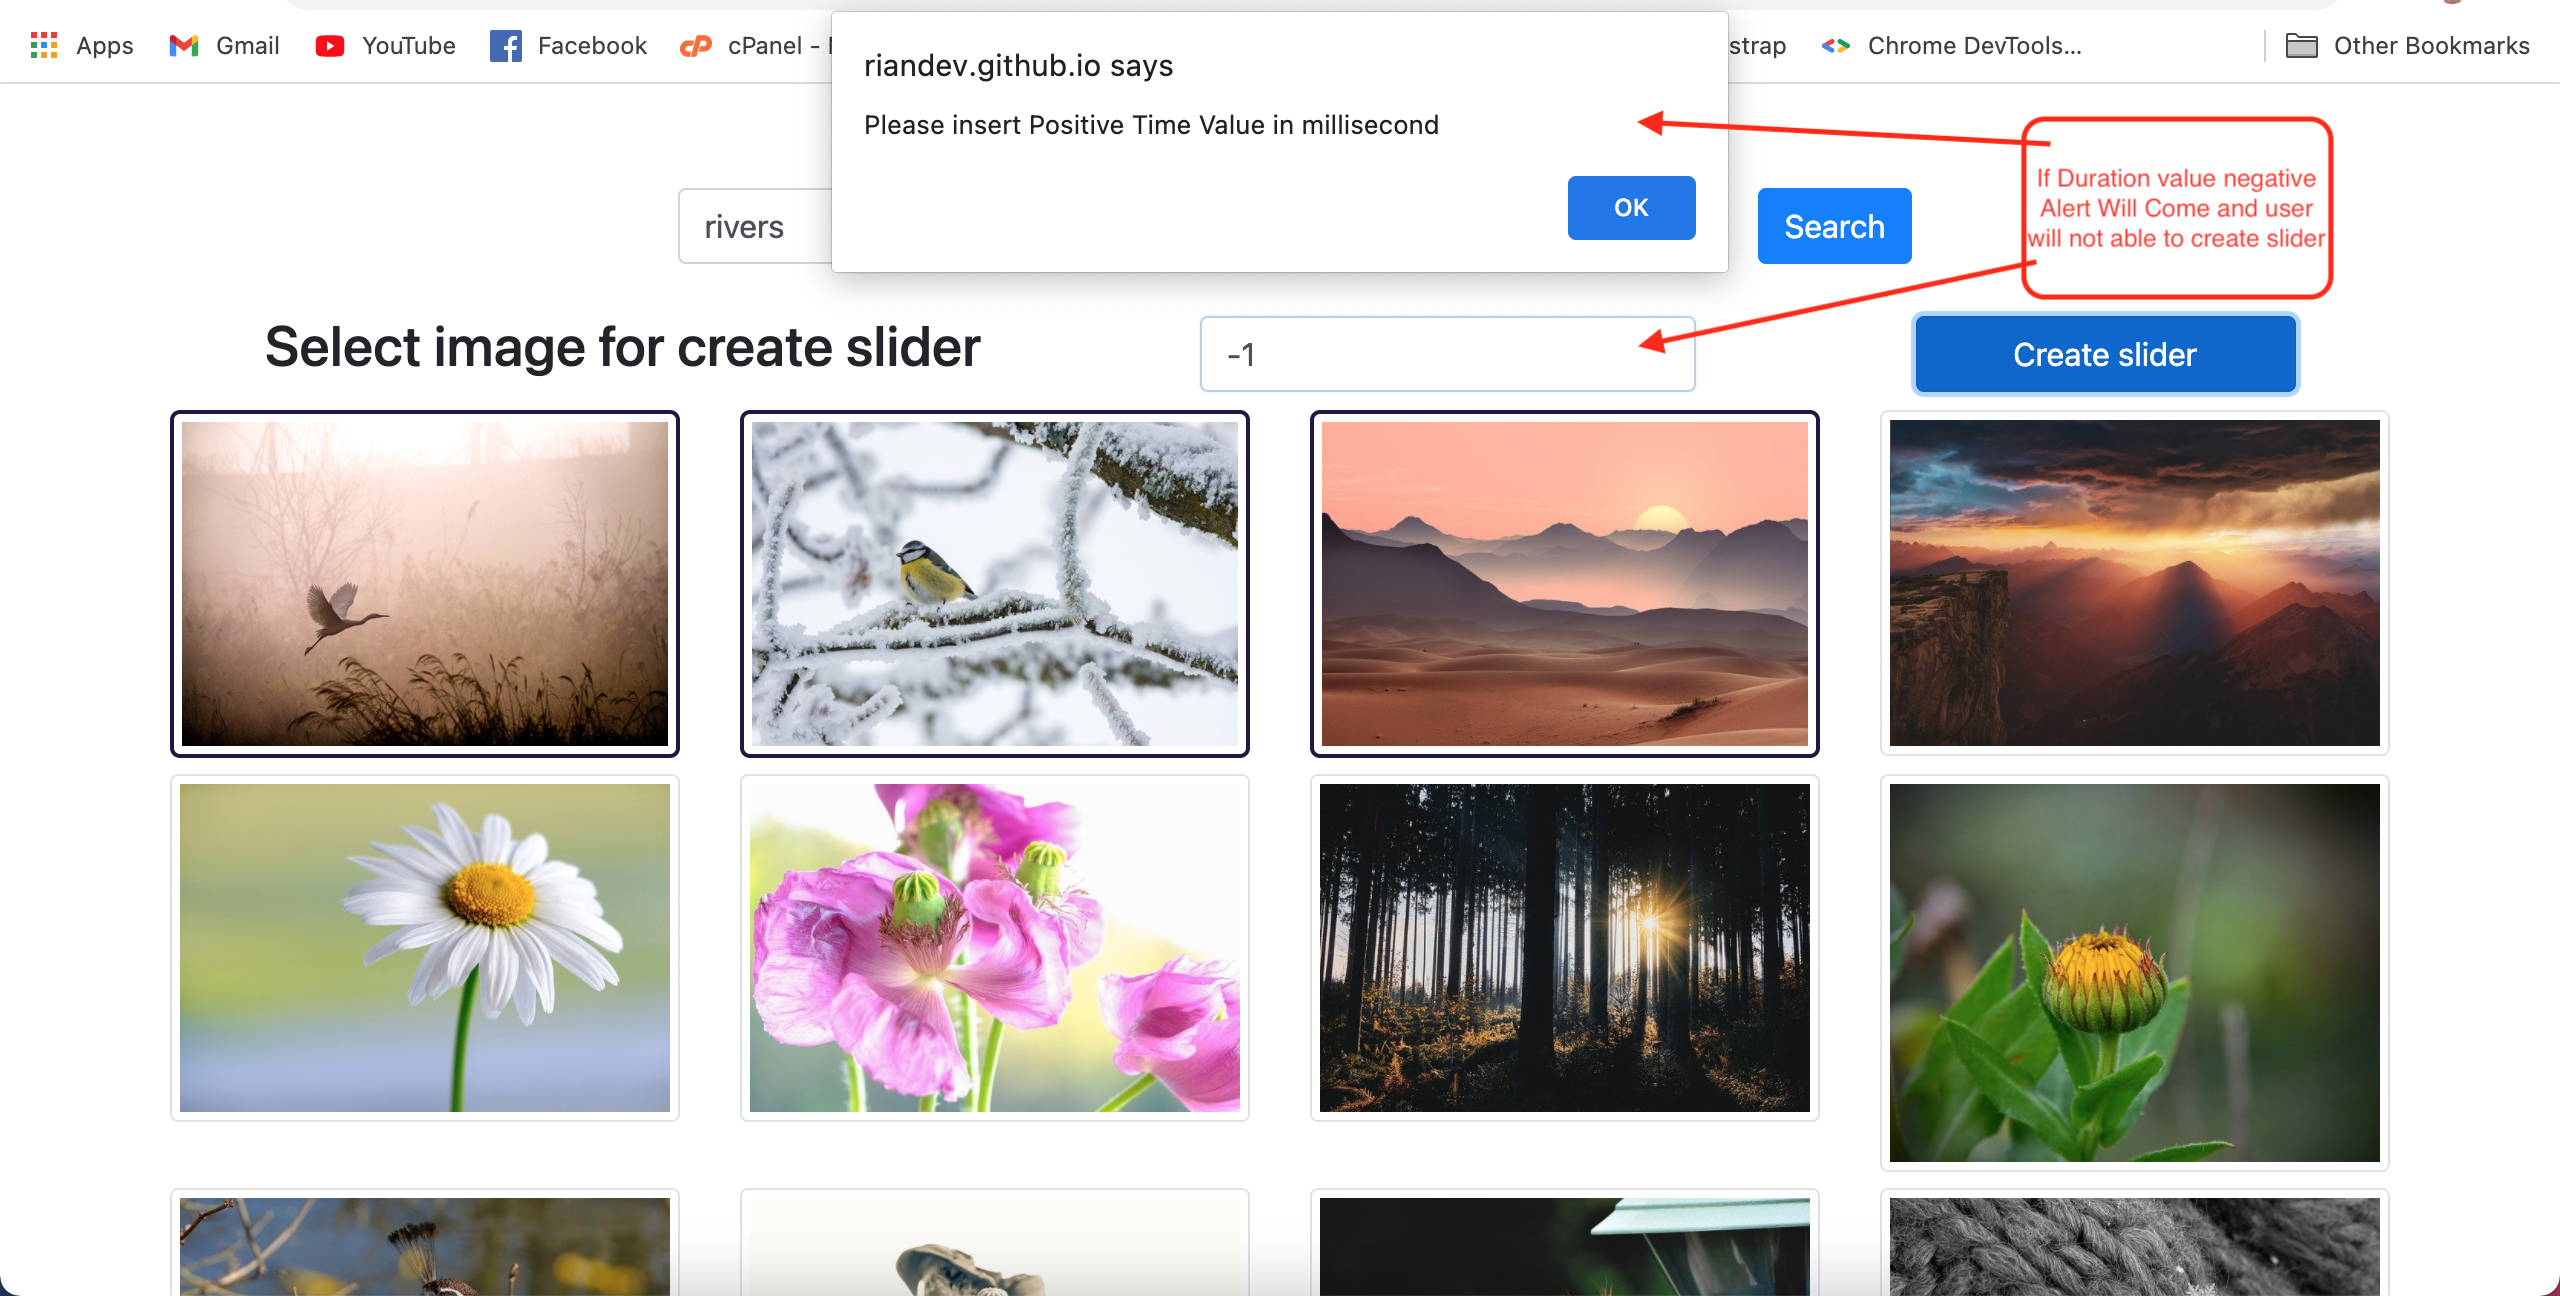 Apps
Gmail
YouTube
Facebook
cPanel -
strap
Chrome DevTools...
Other Bookmarks
riandev.github.io says
Please insert Positive Time Value in millisecond
OK
rivers
Search
If Duration value negative
Alert Will Come and user
will not able to create slider
Select image for create slider
-1
Create slider